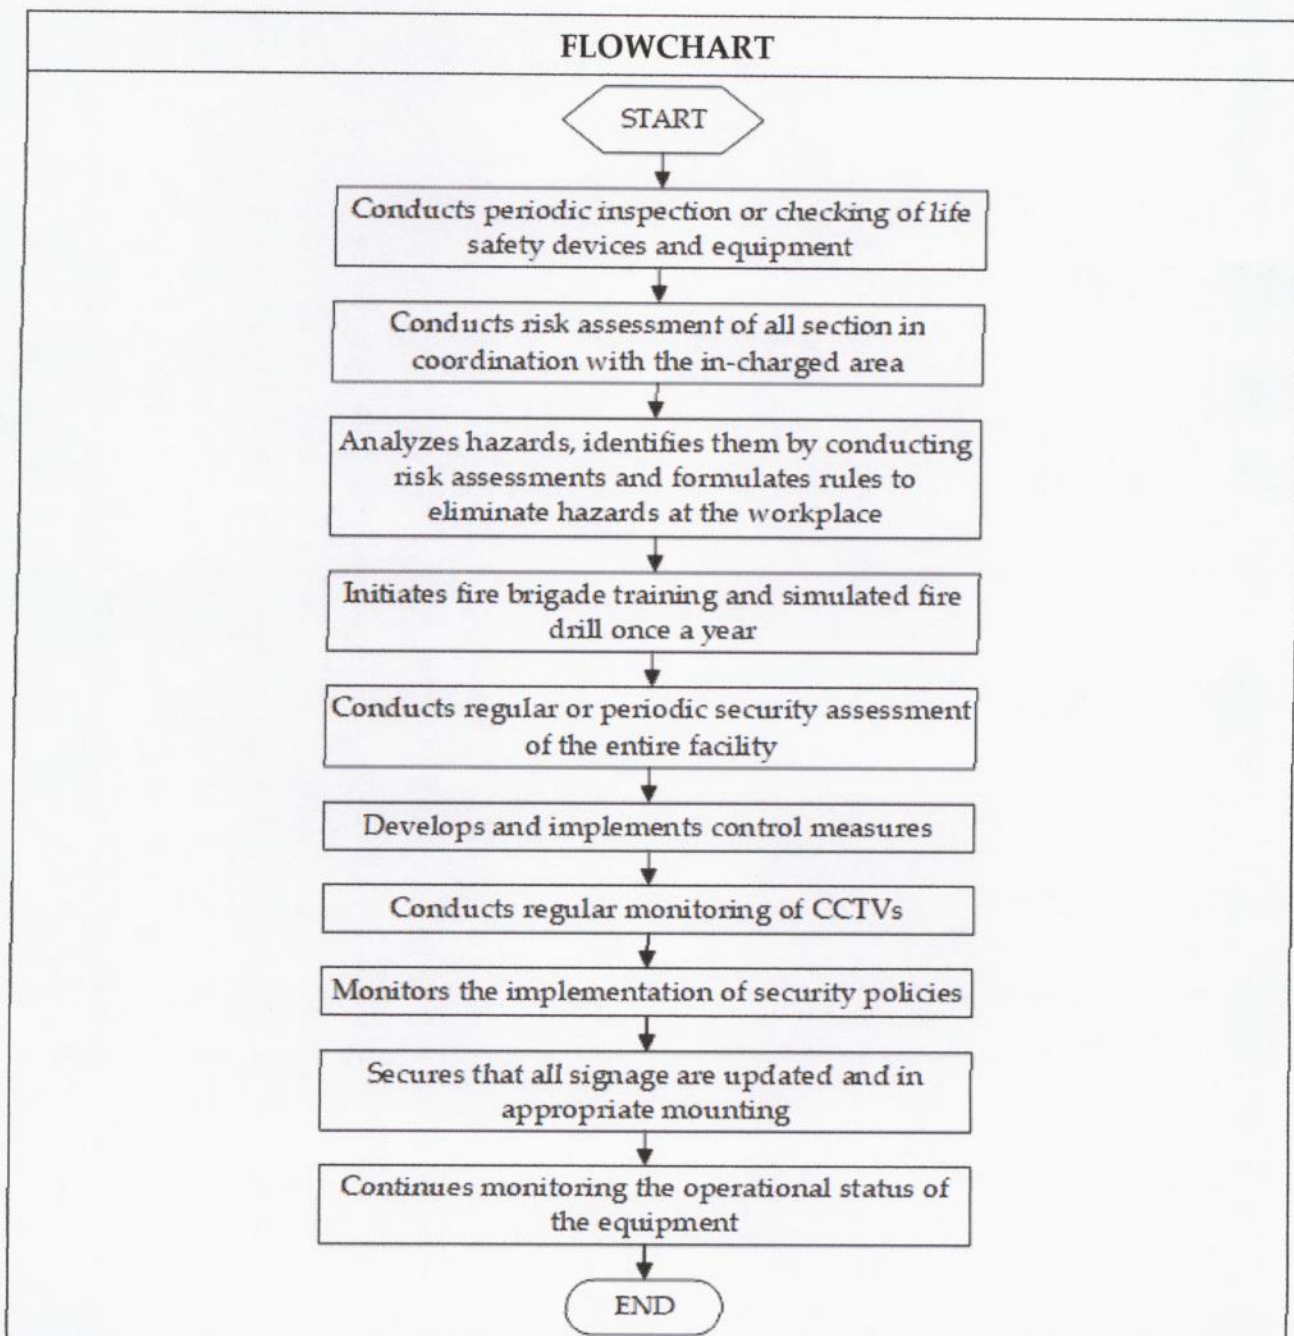 FLOWCHART
START
Conducts periodic inspection or checking of life
safety devices and equipment
Conducts risk assessment of all section in
coordination with the in-charged area
Analyzes hazards, identifies them by conducting
risk assessments and formulates rules to
eliminate hazards at the workplace
Initiates fire brigade training and simulated fire
drill once a year
Conducts regular or periodic security assessment
of the entire facility
Develops and implements control measures
Conducts regular monitoring of CCTVs
Monitors the implementation of security policies
Secures that all signage are updated and in
appropriate mounting
Continues monitoring the operational status of
the equipment
END